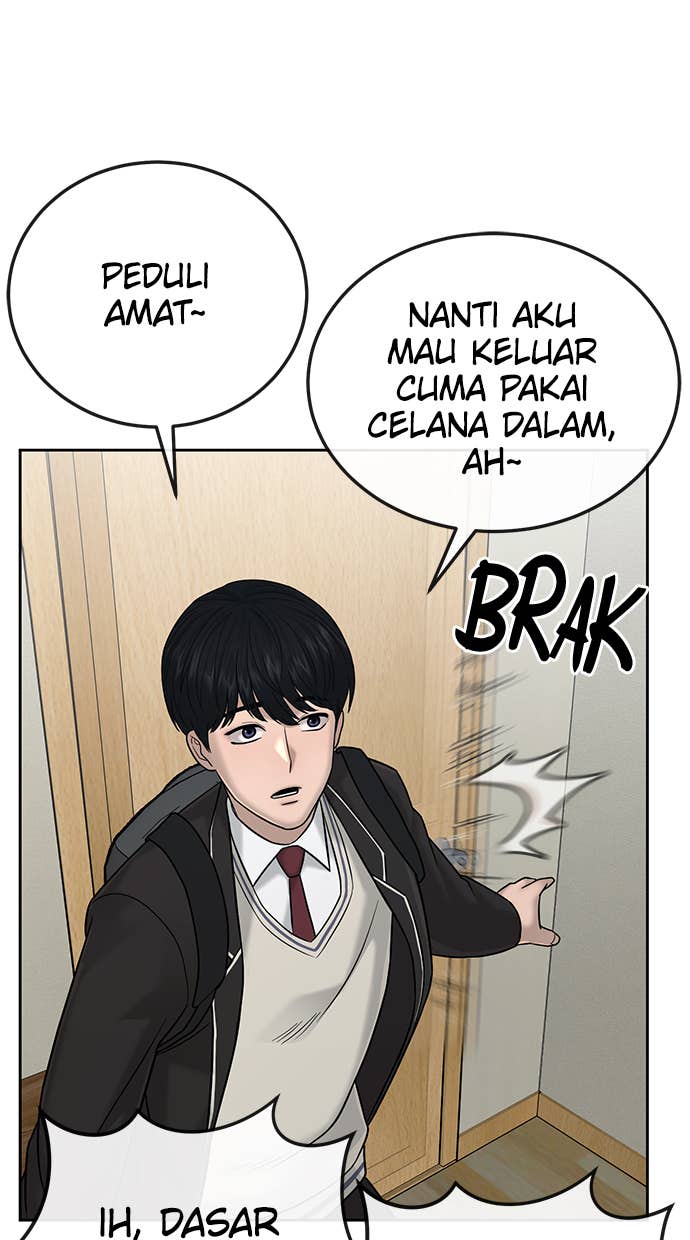 PEDULI
AMAT~
NANTI AKU
MAU KELUAR
CUMA PAKAI
CELANA DALAM,
AH~
BRAK
IH, DASAR